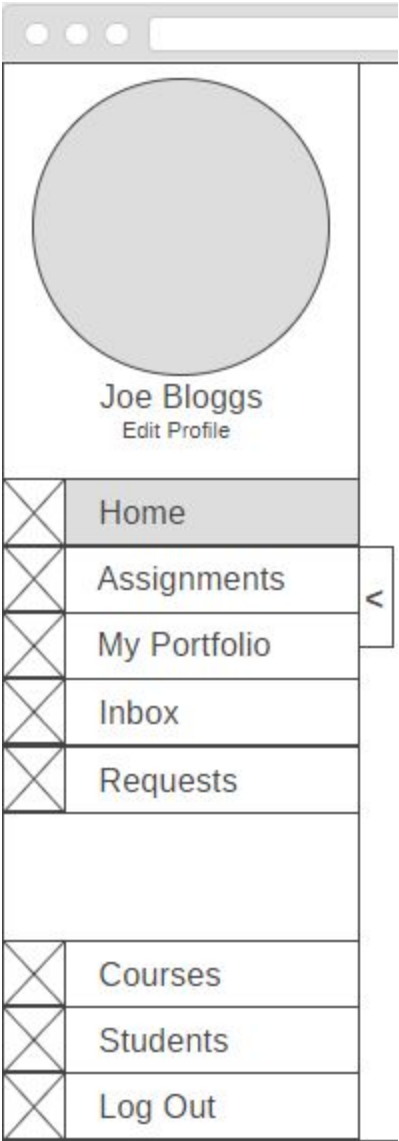 Joe Bloggs
Edit Profile
Home
Assignments
<
My Portfolio
Inbox
Requests
Courses
Students
Log Out